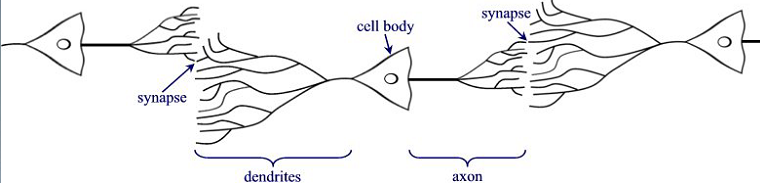 cell body
synapse
synapse
dendrites
axon